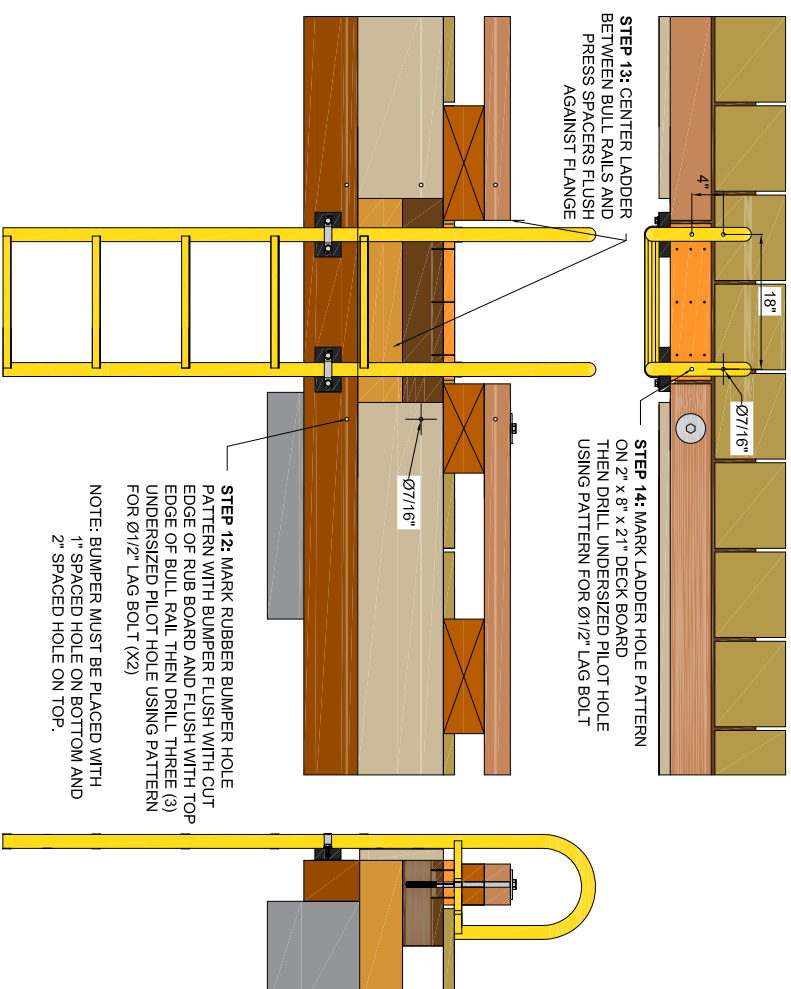 STEP 13: CENTER LADDER
BETWEEN BULL RAILS AND
PRESS SPACERS FLUSH
AGAINST FLANGE
4"
18"
Ø7/16"
STEP 14: MARK LADDER HOLE PATTERN
ON 2" x 8" x 21" DECK BOARD
THEN DRILL UNDERSIZED PILOT HOLE
USING PATTERN FOR Ø1/2" LAG BOLT
Ø7/16"
STEP 12: MARK RUBBER BUMPER HOLE
PATTERN WITH BUMPER FLUSH WITH CUT
EDGE OF RUB BOARD AND FLUSH WITH TOP
EDGE OF BULL RAIL THEN DRILL THREE (3)
UNDERSIZED PILOT HOLE USING PATTERN
FOR Ø1/2" LAG BOLT (X2)
NOTE: BUMPER MUST BE PLACED WITH
1" SPACED HOLE ON BOTTOM AND
2" SPACED HOLE ON TOP.